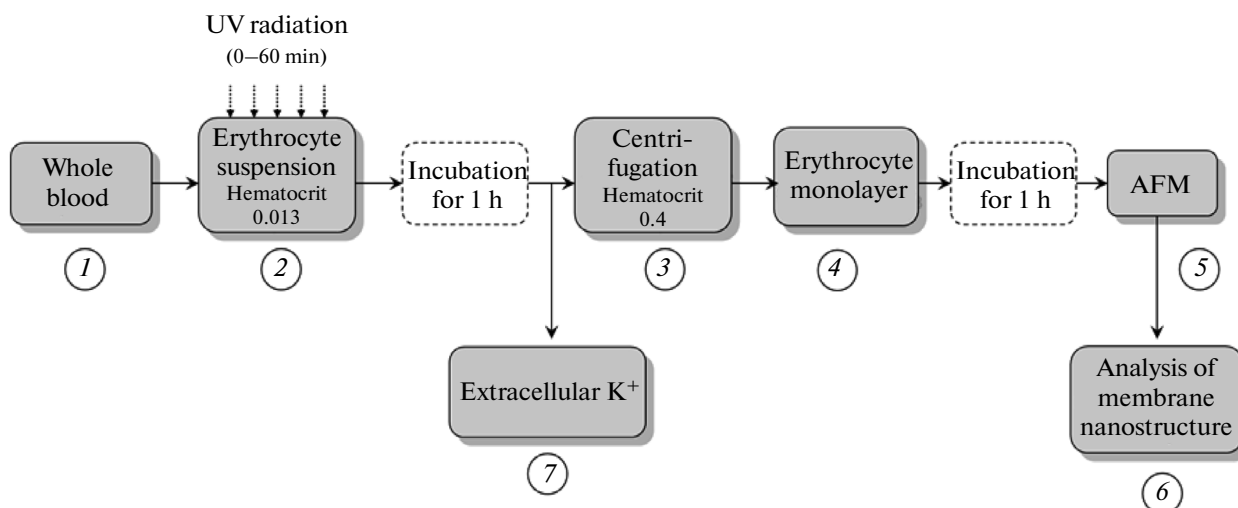 UV radiation
(0–60 min)
Whole
blood
1
Erythrocyte
suspension
Hematocrit
0.013
2
Incubation
for 1 h
Centri-
fugation
Hematocrit
0.4
3
Erythrocyte
monolayer
4
Incubation
for 1 h
AFM
5
Extracellular K⁺
7
Analysis of
membrane
nanostructure
6